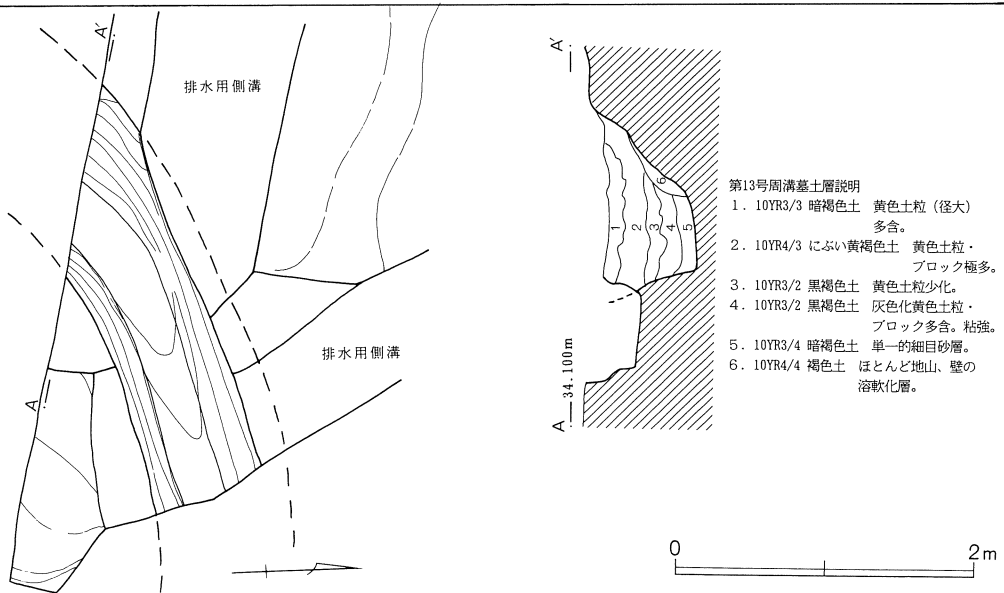 A'
排水用側溝
排水用側溝
A
A'
1
2
3
4
5
6
A
34.100m
第13号周溝墓土層説明
1．10YR3/3 暗褐色土　黄色土粒（径大）
多含。
2．10YR4/3 にぶい黄褐色土　黄色土粒・
ブロック極多。
3．10YR3/2 黒褐色土　黄色土粒少化。
4．10YR3/2 黒褐色土　灰色化黄色土粒・
ブロック多含。粘強。
5．10YR3/4 暗褐色土　単一的細目砂層。
6．10YR4/4 褐色土　ほとんど地山、壁の
溶軟化層。
0
2m